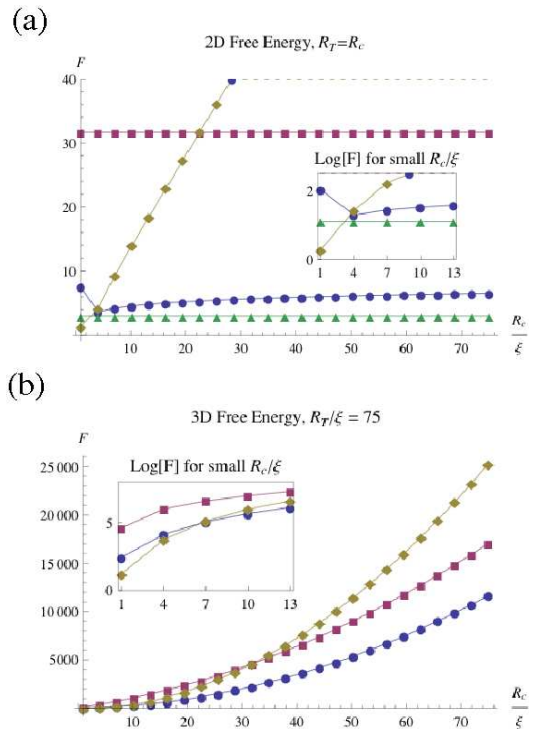 (a)
2D Free Energy, R_T=R_c
F
40
30
20
10
Log[F] for small R_c/ξ
2
0
1 4 7 10 13
10 20 30 40 50 60 70
R_c
ξ
(b)
3D Free Energy, R_T/ξ = 75
F
25 000
20 000
15 000
10 000
5000
Log[F] for small R_c/ξ
5
0
1 4 7 10 13
0 10 20 30 40 50 60 70
R_c
ξ